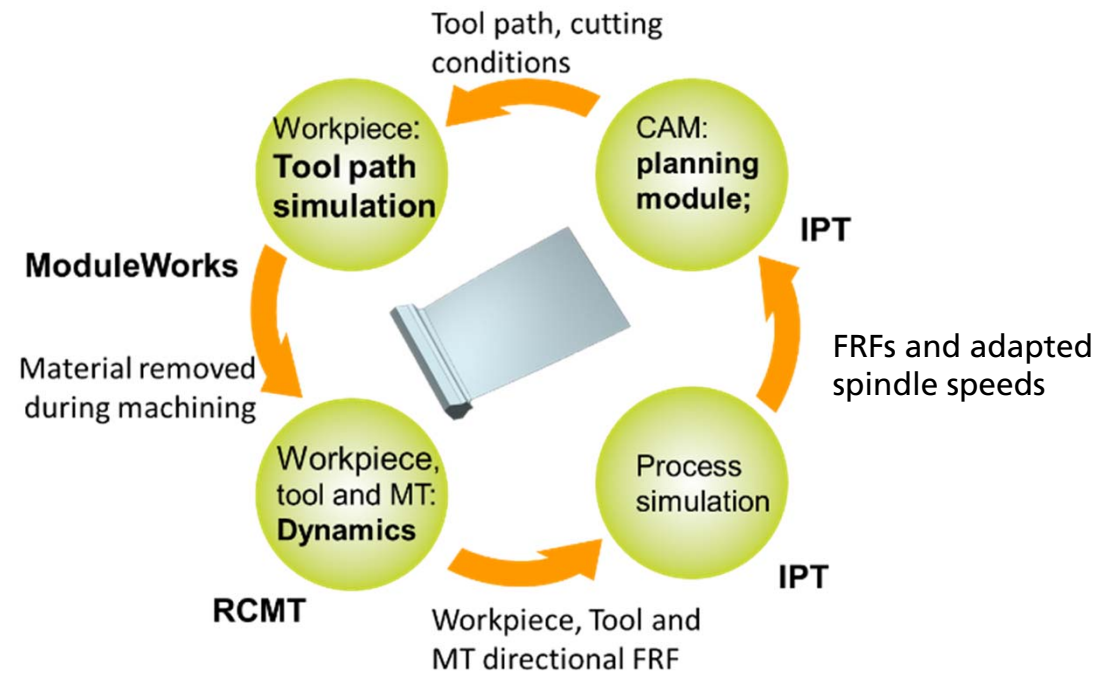 Tool path, cutting
conditions
Workpiece:
Tool path
simulation
CAM:
planning
module;
IPT
ModuleWorks
FRFs and adapted
spindle speeds
Material removed
during machining
Workpiece,
tool and MT:
Dynamics
Process
simulation
IPT
RCMT
Workpiece, Tool and
MT directional FRF